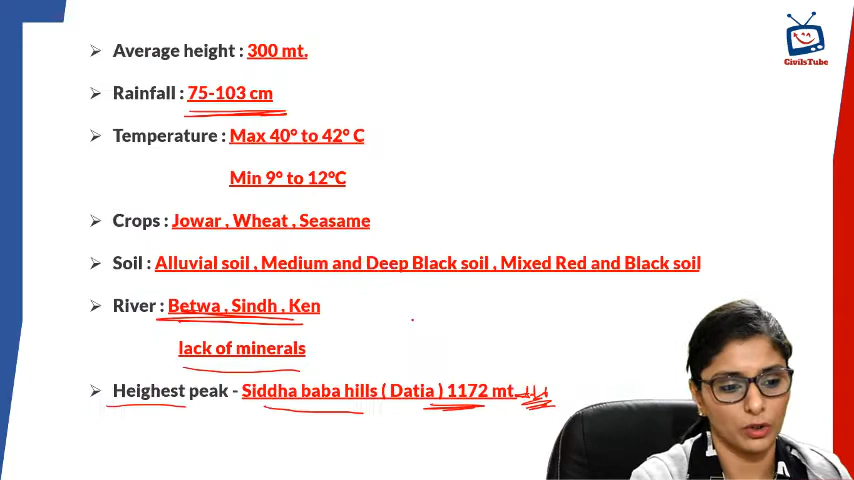 CivilsTube
Average height : 300 mt.
Rainfall : 75-103 cm
Temperature : Max 40° to 42° C
Min 9° to 12°C
Crops : Jowar , Wheat , Seasame
Soil : Alluvial soil , Medium and Deep Black soil , Mixed Red and Black soil
River : Betwa , Sindh , Ken
lack of minerals
Heighest peak - Siddha baba hills ( Datia ) 1172 mt.